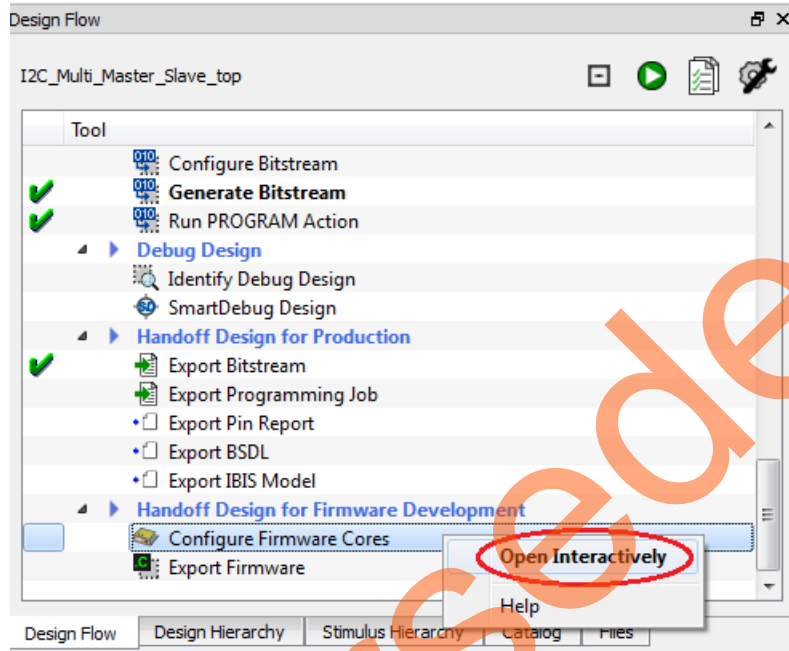 Design Flow
I2C_Multi_Master_Slave_top
Tool
Configure Bitstream
Generate Bitstream
Run PROGRAM Action
Debug Design
Identify Debug Design
SmartDebug Design
Handoff Design for Production
Export Bitstream
Export Programming Job
Export Pin Report
Export BSDL
Export IBIS Model
Handoff Design for Firmware Development
Configure Firmware Cores
Open Interactively
Export Firmware
Help
Design Flow Design Hierarchy Stimulus Hierarchy Catalog Files